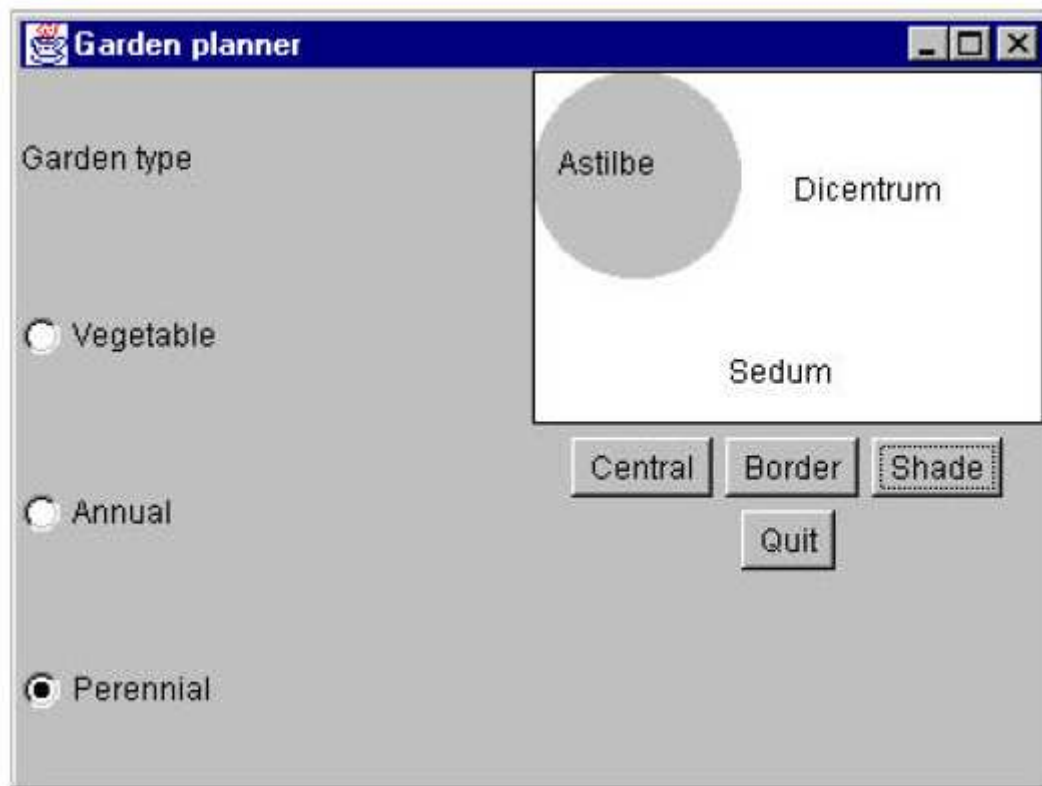 Garden planner
Garden type
Astilbe
Dicentrum
Vegetable
Sedum
Central Border Shade
Annual
Quit
Perennial